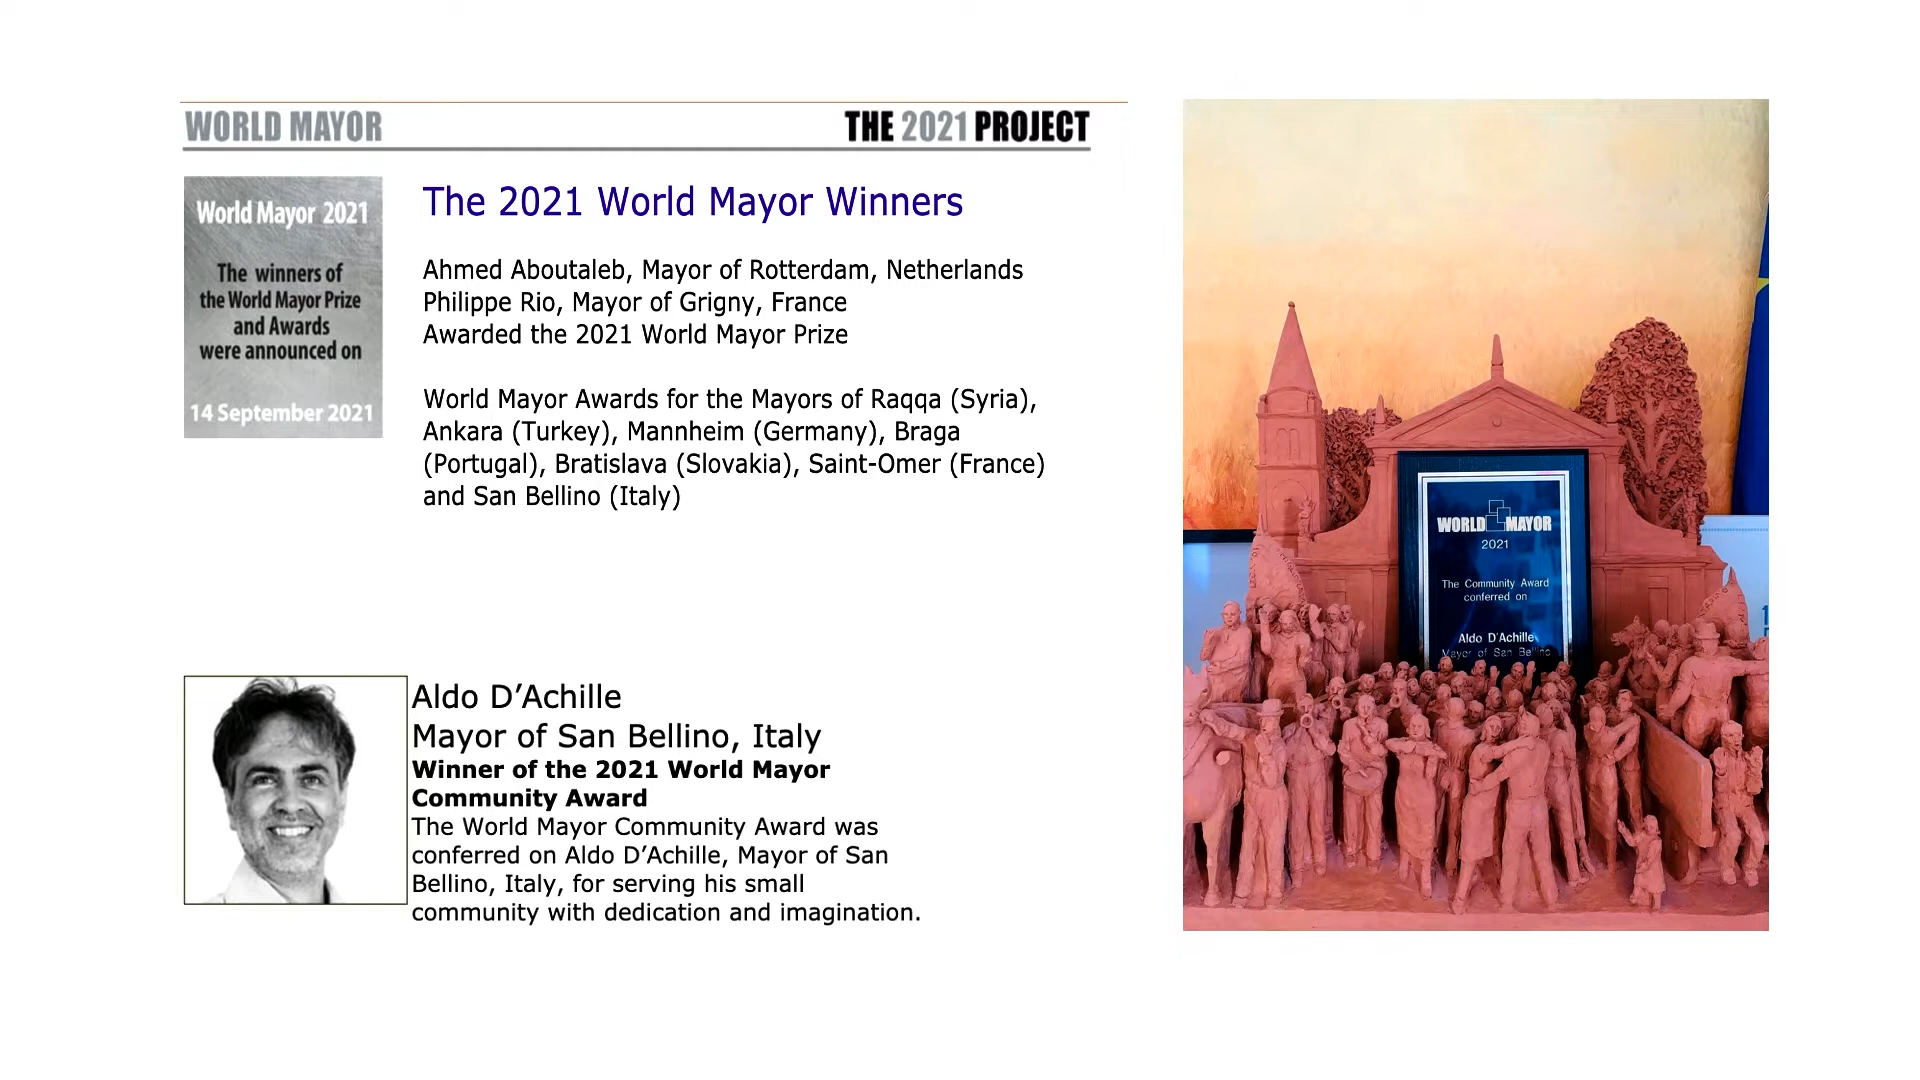 WORLD MAYOR
THE 2021 PROJECT
World Mayor 2021
The winners of
the World Mayor Prize
and Awards
were announced on
14 September 2021
The 2021 World Mayor Winners
Ahmed Aboutaleb, Mayor of Rotterdam, Netherlands
Philippe Rio, Mayor of Grigny, France
Awarded the 2021 World Mayor Prize
World Mayor Awards for the Mayors of Raqqa (Syria),
Ankara (Turkey), Mannheim (Germany), Braga
(Portugal), Bratislava (Slovakia), Saint-Omer (France)
and San Bellino (Italy)
Aldo D’Achille
Mayor of San Bellino, Italy
Winner of the 2021 World Mayor
Community Award
The World Mayor Community Award was
conferred on Aldo D’Achille, Mayor of San
Bellino, Italy, for serving his small
community with dedication and imagination.
WORLD MAYOR
2021
The Community Award
conferred on
Aldo D'Achille
Mayor of San Bellino